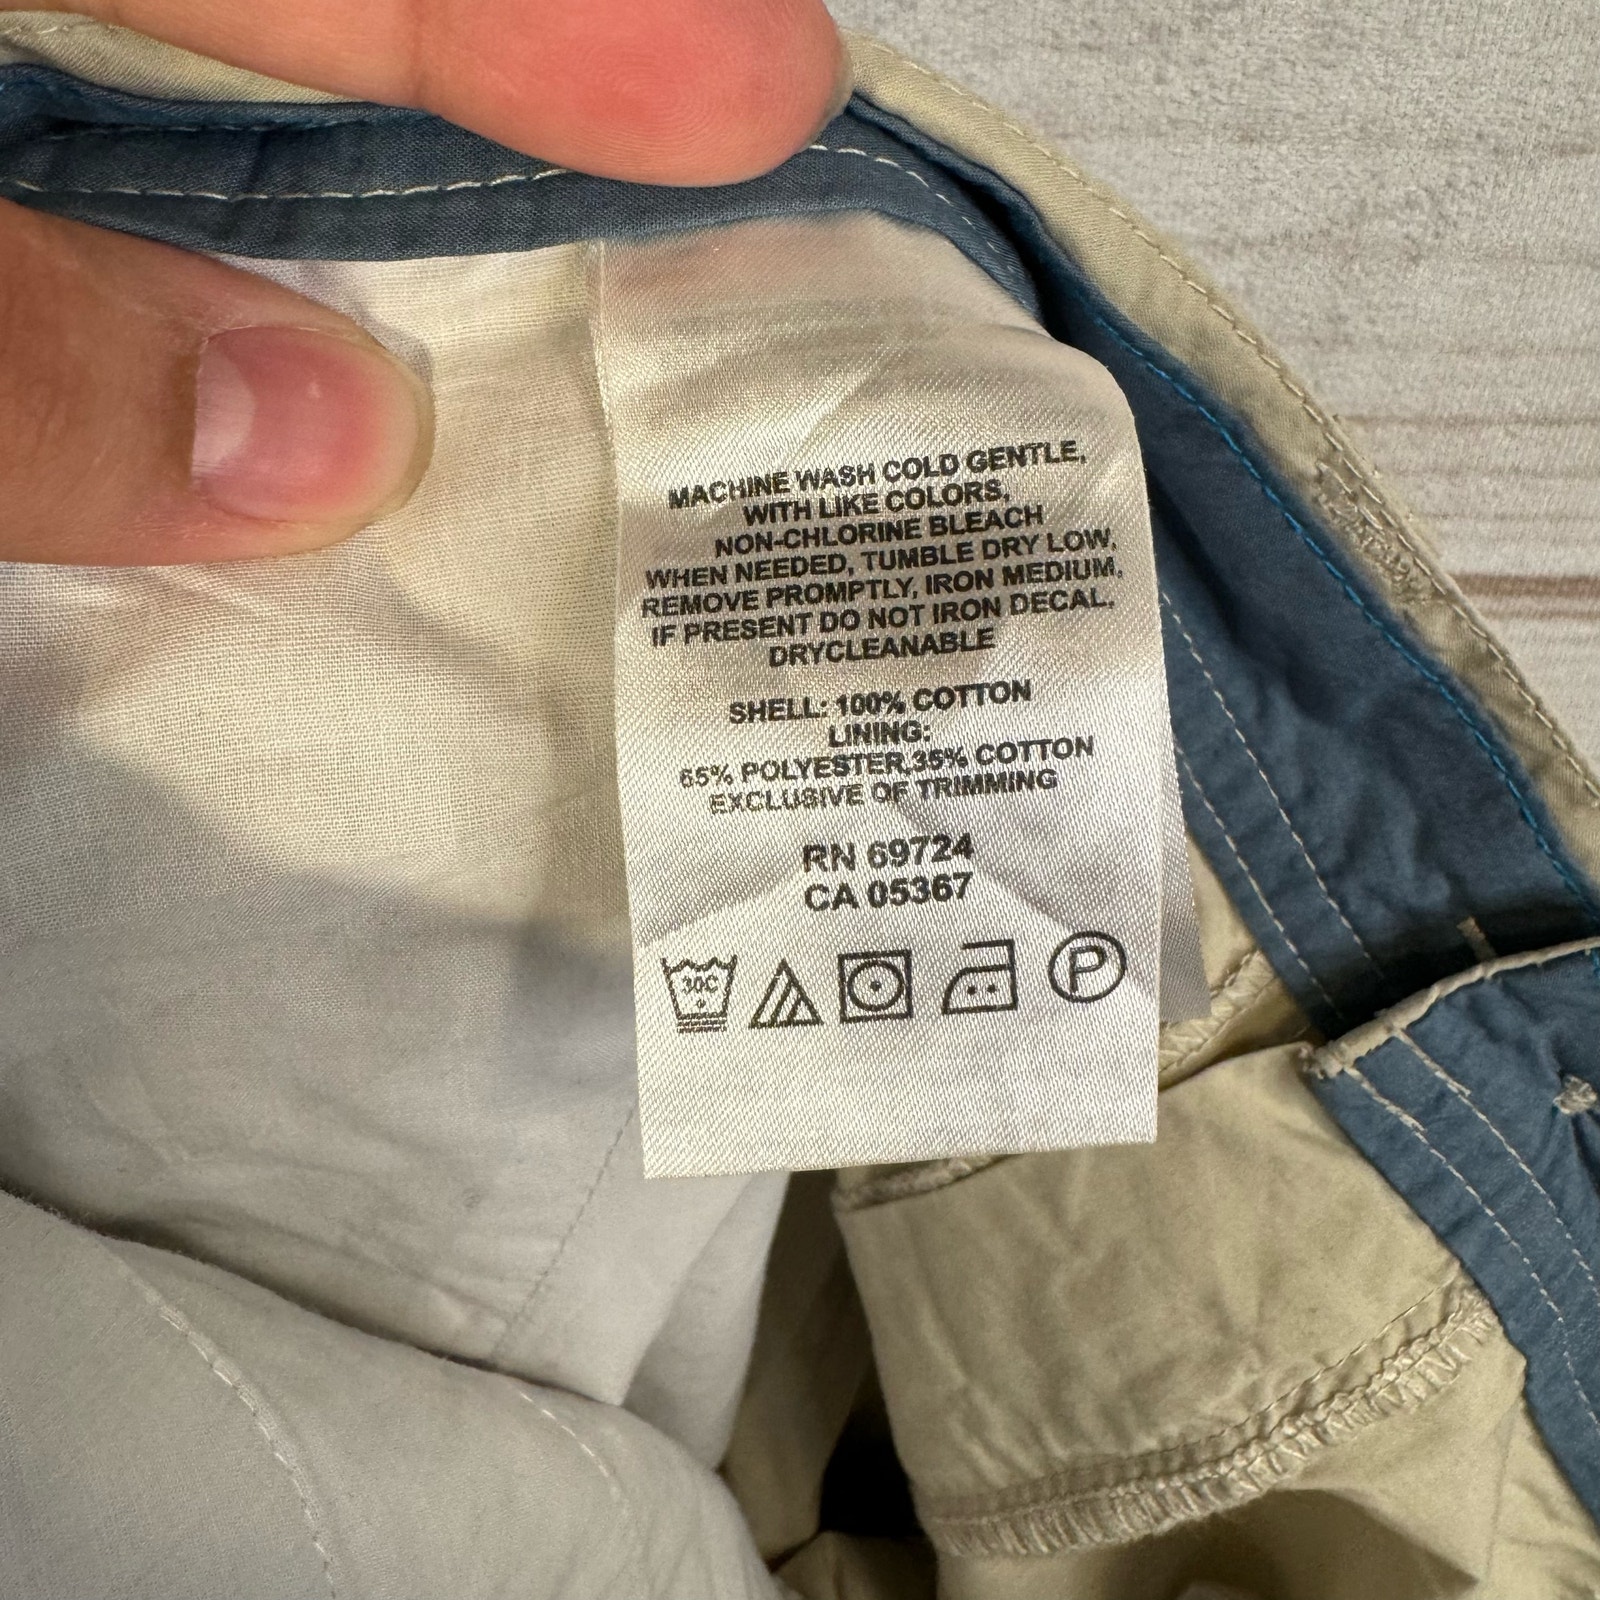 MACHINE WASH COLD GENTLE,
WITH LIKE COLORS,
NON-CHLORINE BLEACH
WHEN NEEDED, TUMBLE DRY LOW,
REMOVE PROMPTLY, IRON MEDIUM,
IF PRESENT DO NOT IRON DECAL,
DRYCLEANABLE
SHELL: 100% COTTON
LINING:
65% POLYESTER,35% COTTON
EXCLUSIVE OF TRIMMING
RN 69724
CA 05367
30C P